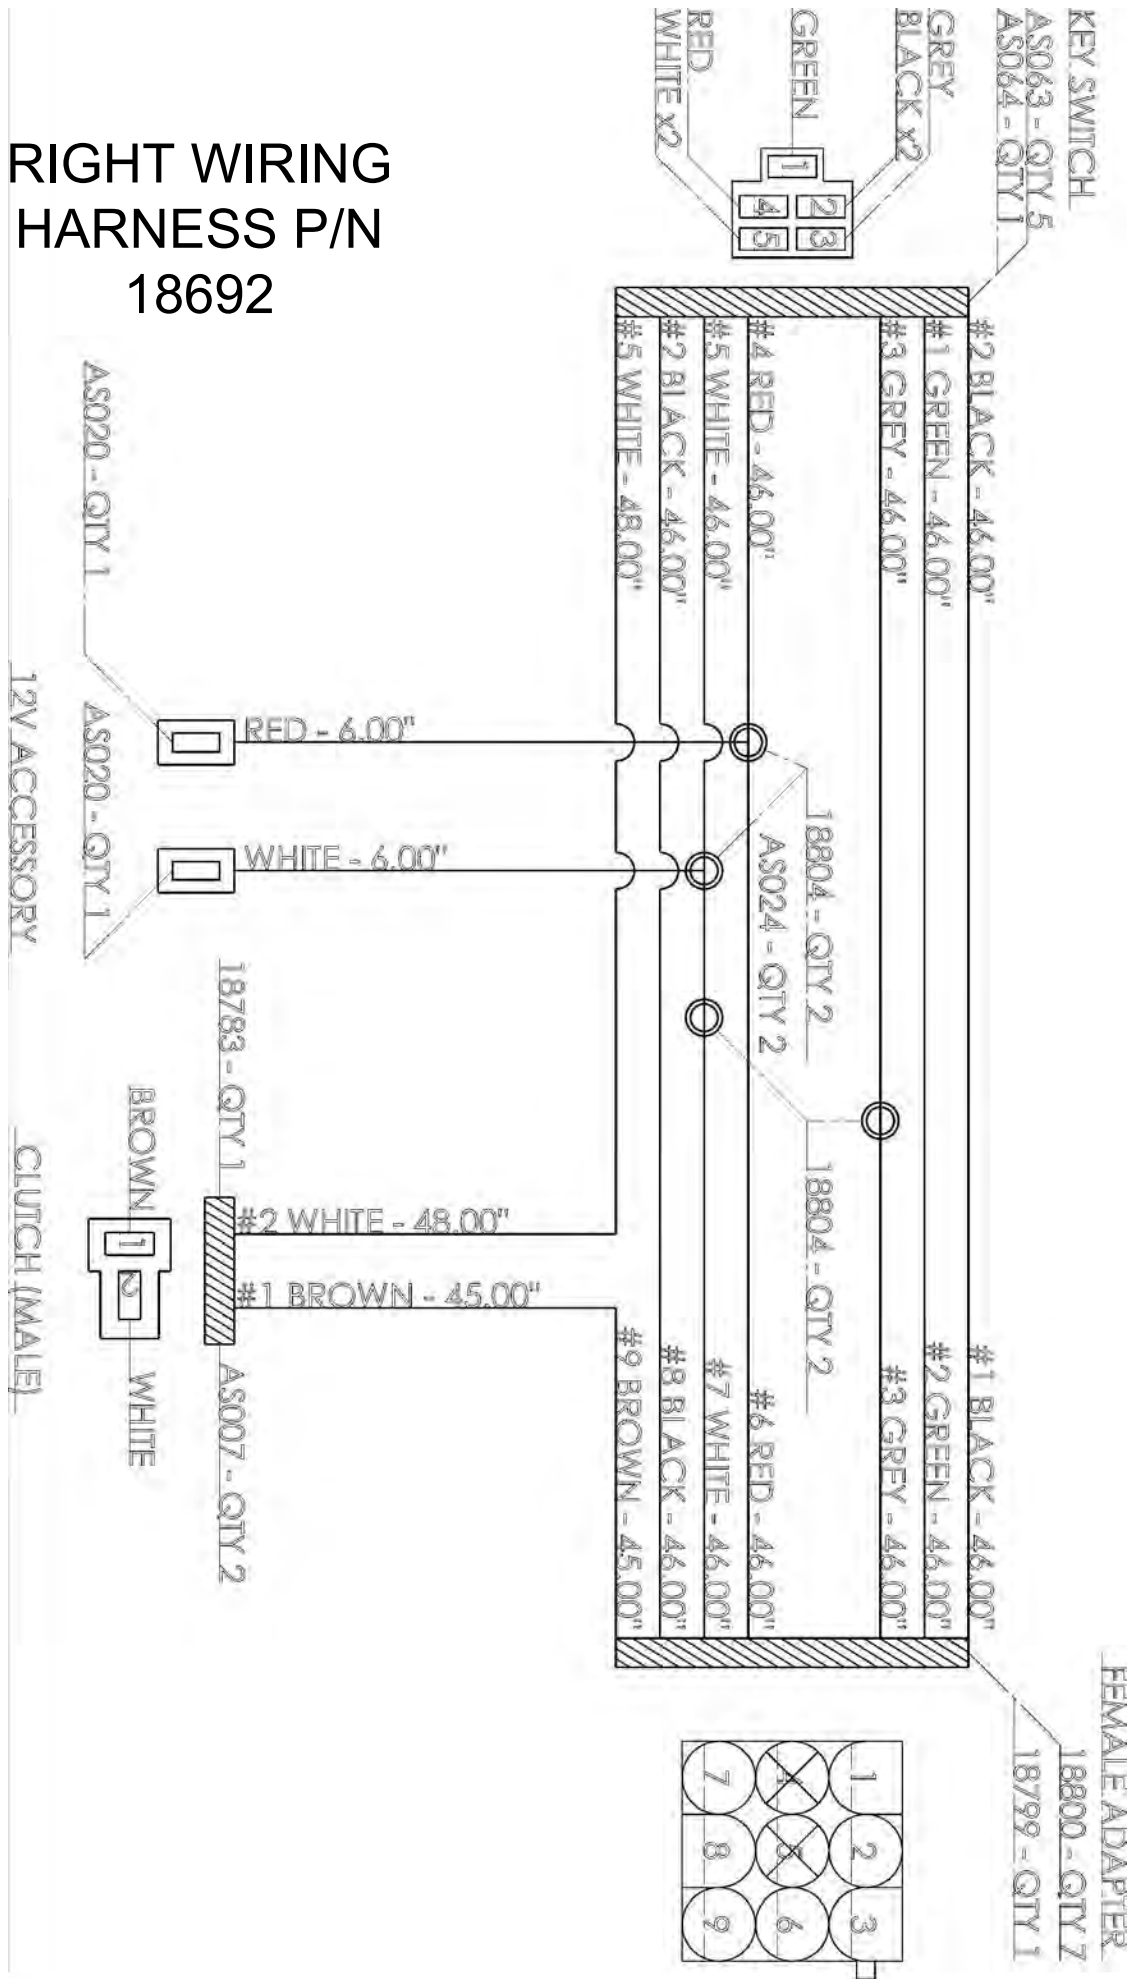 RIGHT WIRING
HARNESS P/N
18692
KEY SWITCH
AS063 - QTY 5
AS064 - QTY 1
GREY
BLACK x2
GREEN
RED
WHITE x2
1
2
3
4
5
#2 BLACK - 46.00"
#1 GREEN - 46.00"
#3 GREY - 46.00"
#4 RED - 46.00"
#5 WHITE - 46.00"
#2 BLACK - 46.00"
#5 WHITE - 48.00"
18804 - QTY 2
AS024 - QTY 2
18804 - QTY 2
#1 BLACK - 46.00"
#2 GREEN - 46.00"
#3 GREY - 46.00"
#6 RED - 46.00"
#7 WHITE - 46.00"
#8 BLACK - 46.00"
#9 BROWN - 45.00"
FEMALE ADAPTER
18800 - QTY 7
18799 - QTY 1
1
2
3
4
5
6
7
8
9
RED - 6.00"
WHITE - 6.00"
AS020 - QTY 1
AS020 - QTY 1
12V ACCESSORY
#2 WHITE - 48.00"
#1 BROWN - 45.00"
18783 - QTY 1
AS007 - QTY 2
BROWN
WHITE
1
2
CLUTCH (MALE)